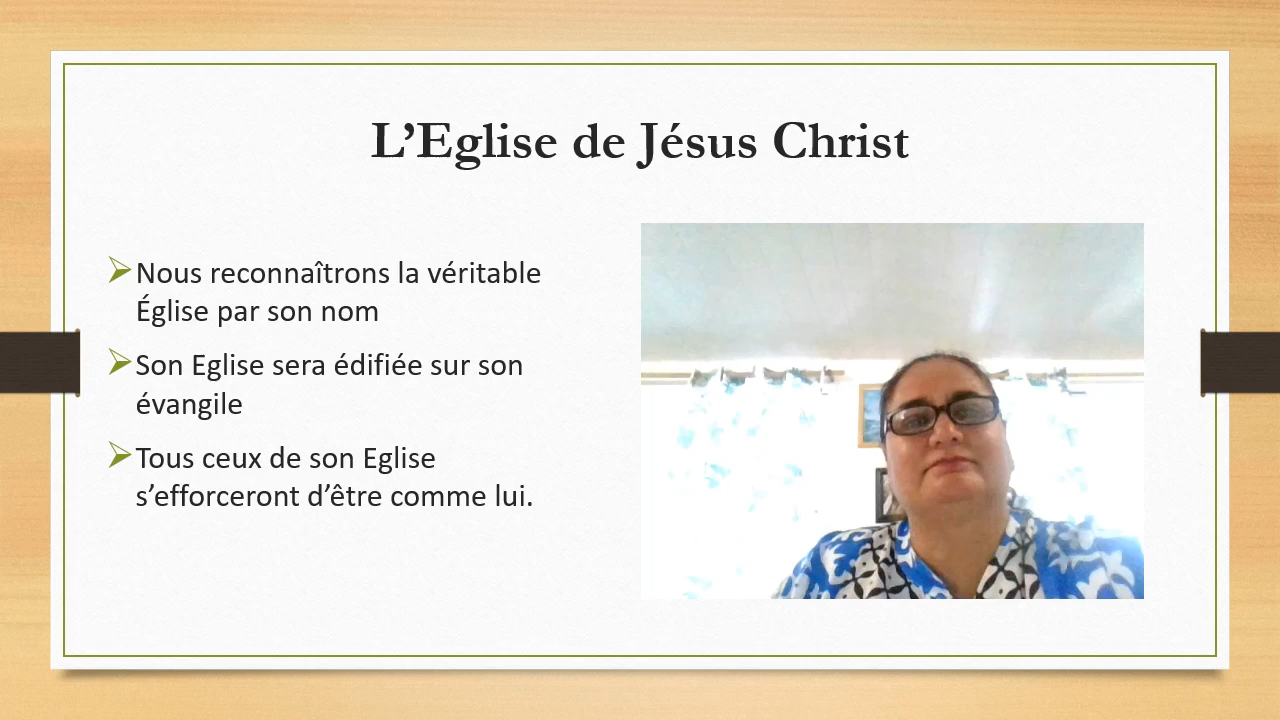 L’Eglise de Jésus Christ
Nous reconnaîtrons la véritable
Église par son nom
Son Eglise sera édifiée sur son
évangile
Tous ceux de son Eglise
s’efforceront d’être comme lui.